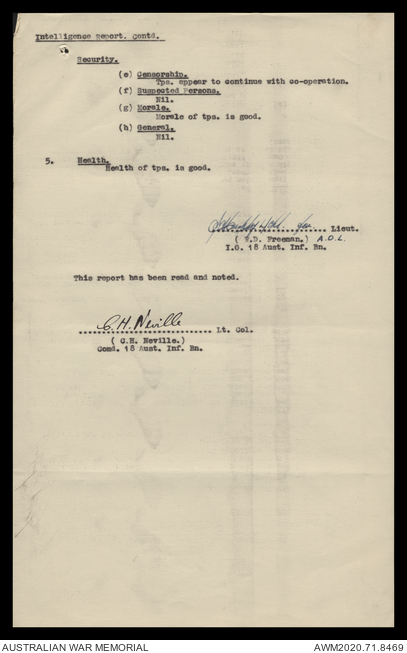 Intelligence Report. Contd.
Security.
(e) Censorship.
Tps. appear to continue with co-operation.
(f) Suspected Persons.
Nil.
(g) Morale.
Morale of tps. is good.
(h) General.
Nil.
5. Health.
Health of tps. is good.
for Lieut.
( Freeman.) A.O.L.
I.O. 18 Aust. Inf. Bn.
This report has been read and noted.
C.H. Neville Lt. Col.
( C.H. Neville.)
Comd. 18 Aust. Inf. Bn.
AUSTRALIAN WAR MEMORIAL
AWM2020.71.8469